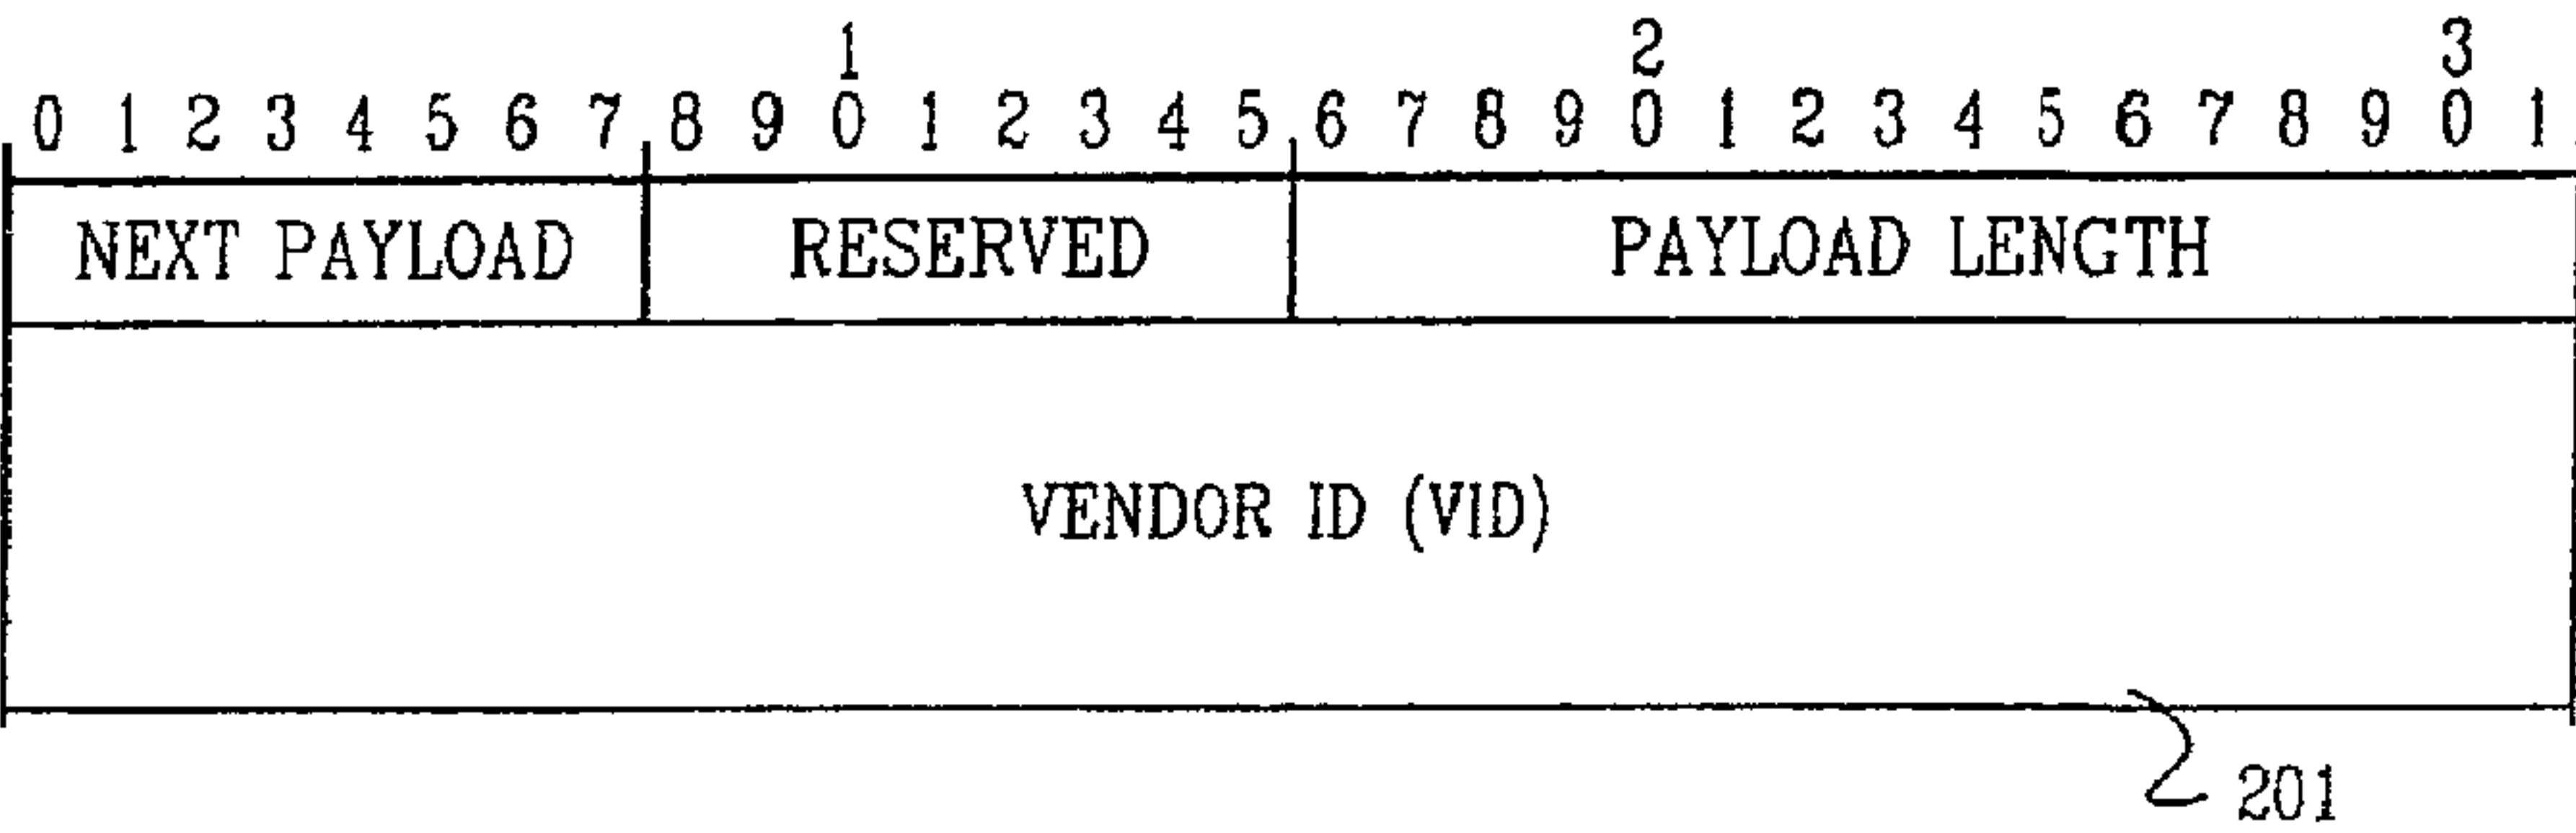 1 2 3
0 1 2 3 4 5 6 7 8 9 0 1 2 3 4 5 6 7 8 9 0 1 2 3 4 5 6 7 8 9 0 1
NEXT PAYLOAD RESERVED PAYLOAD LENGTH
VENDOR ID (VID)
201